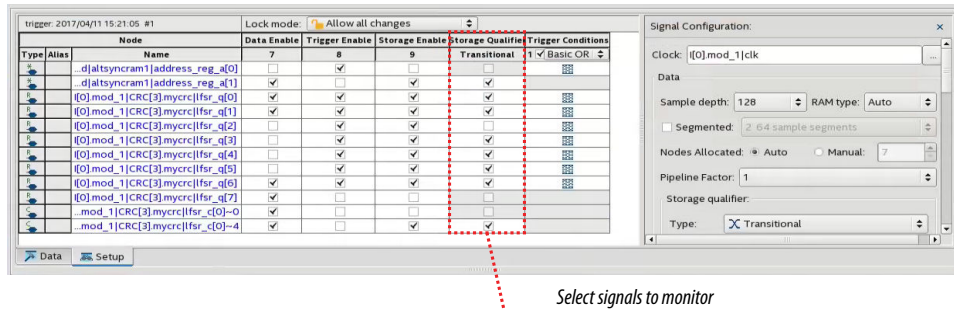 trigger: 2017/04/11 15:21:05 #1 Lock mode: Allow all changes
Node Data Enable Trigger Enable Storage Enable Storage Qualifier Trigger Conditions
Type Alias Name 7 8 9 Transitional 1 Basic OR
...d|altsyncram1|address_reg_a[0]
...d|altsyncram1|address_reg_a[1]
I[0].mod_1|CRC[3].mycrc|lfsr_q[0]
I[0].mod_1|CRC[3].mycrc|lfsr_q[1]
I[0].mod_1|CRC[3].mycrc|lfsr_q[2]
I[0].mod_1|CRC[3].mycrc|lfsr_q[3]
I[0].mod_1|CRC[3].mycrc|lfsr_q[4]
I[0].mod_1|CRC[3].mycrc|lfsr_q[5]
I[0].mod_1|CRC[3].mycrc|lfsr_q[6]
I[0].mod_1|CRC[3].mycrc|lfsr_q[7]
...mod_1|CRC[3].mycrc|lfsr_c[0]~0
...mod_1|CRC[3].mycrc|lfsr_c[0]~4
Data Setup
Signal Configuration:
Clock: I[0].mod_1|clk ...
Data
Sample depth: 128 RAM type: Auto
Segmented: 2 64 sample segments
Nodes Allocated: Auto Manual: 7
Pipeline Factor: 1
Storage qualifier:
Type: Transitional
Select signals to monitor